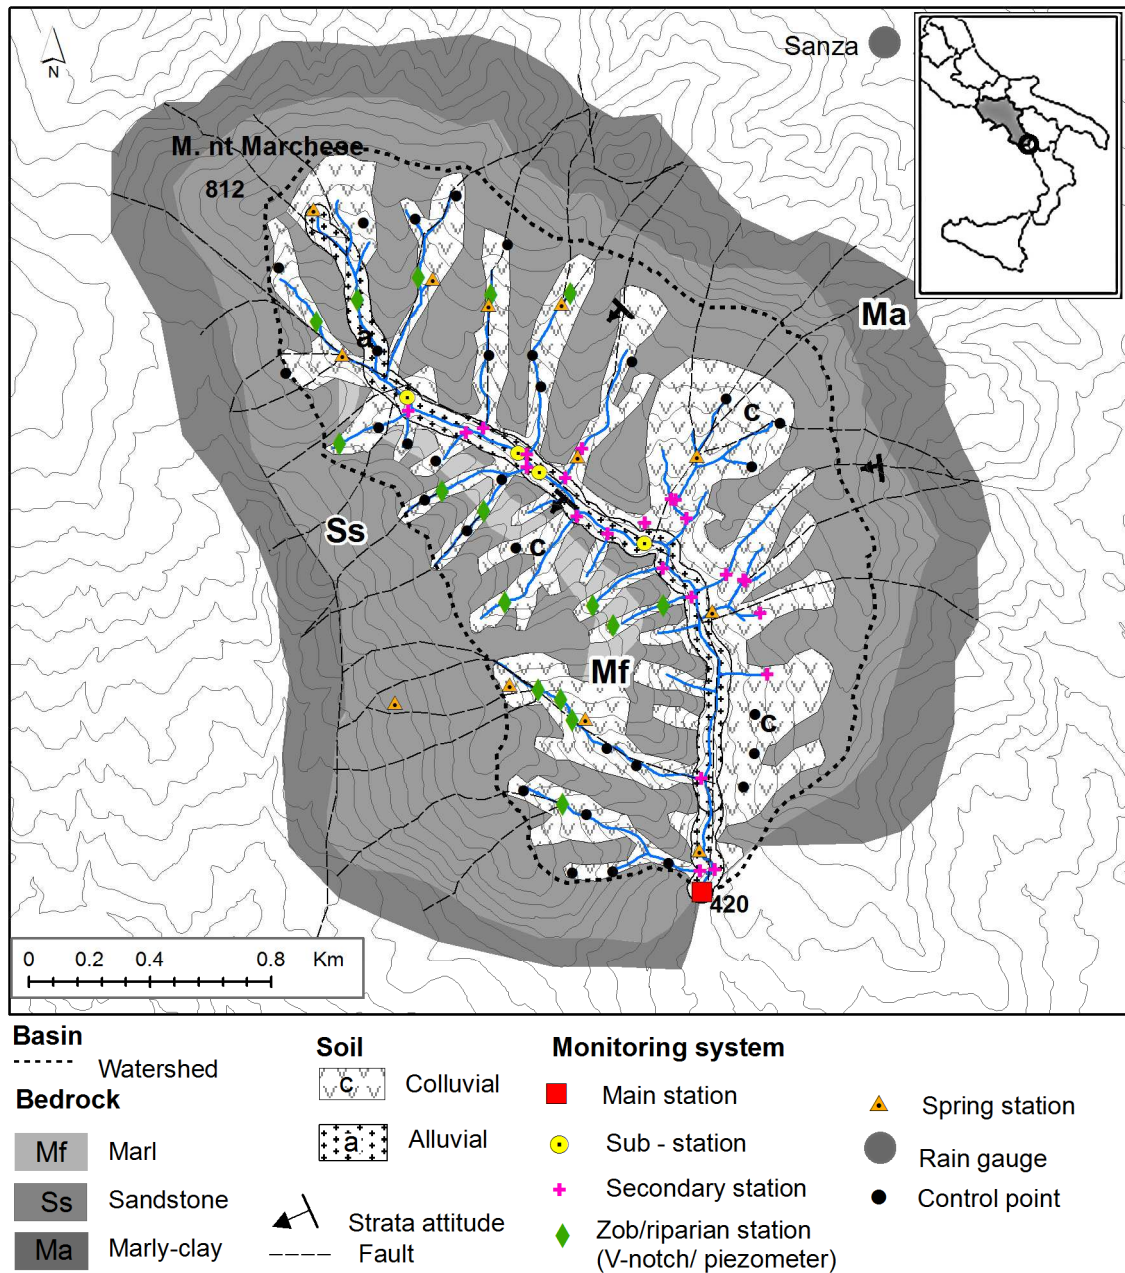 N
Sanza
M. nt Marchese
812
Ma
a
c
Ss
c
Mf
c
420
0 0.2 0.4 0.8 Km
Basin
Watershed
Bedrock
Mf Marl
Ss Sandstone
Ma Marly-clay
Soil
c Colluvial
a Alluvial
Strata attitude
Fault
Monitoring system
Main station
Sub - station
Secondary station
Zob/riparian station
(V-notch/ piezometer)
Spring station
Rain gauge
Control point